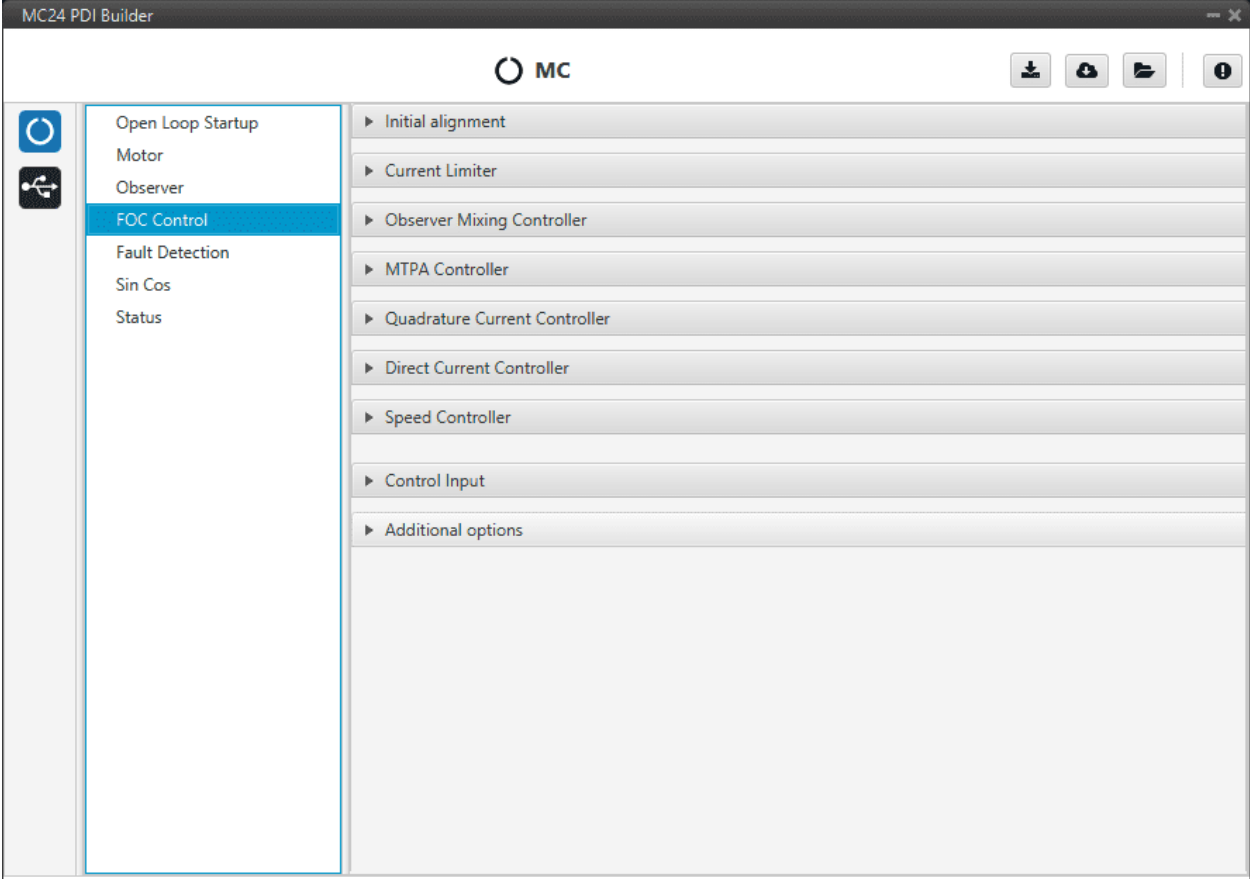 MC24 PDI Builder
MC
Open Loop Startup
Motor
Observer
FOC Control
Fault Detection
Sin Cos
Status
Initial alignment
Current Limiter
Observer Mixing Controller
MTPA Controller
Quadrature Current Controller
Direct Current Controller
Speed Controller
Control Input
Additional options